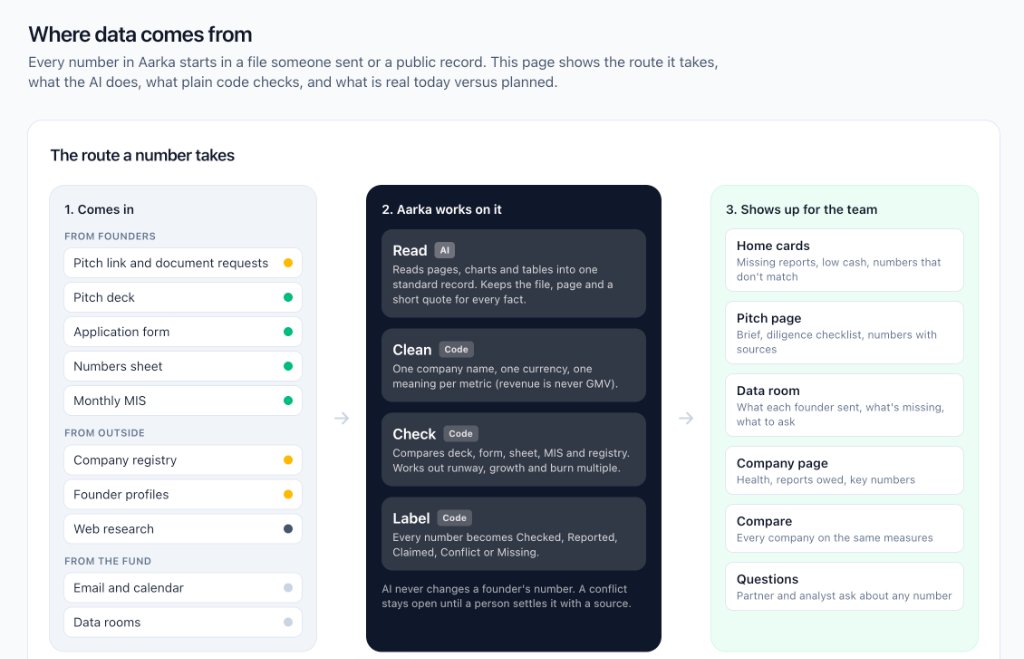 Where data comes from
Every number in Aarka starts in a file someone sent or a public record. This page shows the route it takes,
what the AI does, what plain code checks, and what is real today versus planned.
The route a number takes
1. Comes in
FROM FOUNDERS
Pitch link and document requests
Pitch deck
Application form
Numbers sheet
Monthly MIS
FROM OUTSIDE
Company registry
Founder profiles
Web research
FROM THE FUND
Email and calendar
Data rooms
→
2. Aarka works on it
Read AI
Reads pages, charts and tables into one
standard record. Keeps the file, page and a
short quote for every fact.
Clean Code
One company name, one currency, one
meaning per metric (revenue is never GMV).
Check Code
Compares deck, form, sheet, MIS and registry.
Works out runway, growth and burn multiple.
Label Code
Every number becomes Checked, Reported,
Claimed, Conflict or Missing.
AI never changes a founder's number. A conflict
stays open until a person settles it with a source.
→
3. Shows up for the team
Home cards
Missing reports, low cash, numbers that
don't match
Pitch page
Brief, diligence checklist, numbers with
sources
Data room
What each founder sent, what's missing,
what to ask
Company page
Health, reports owed, key numbers
Compare
Every company on the same measures
Questions
Partner and analyst ask about any number